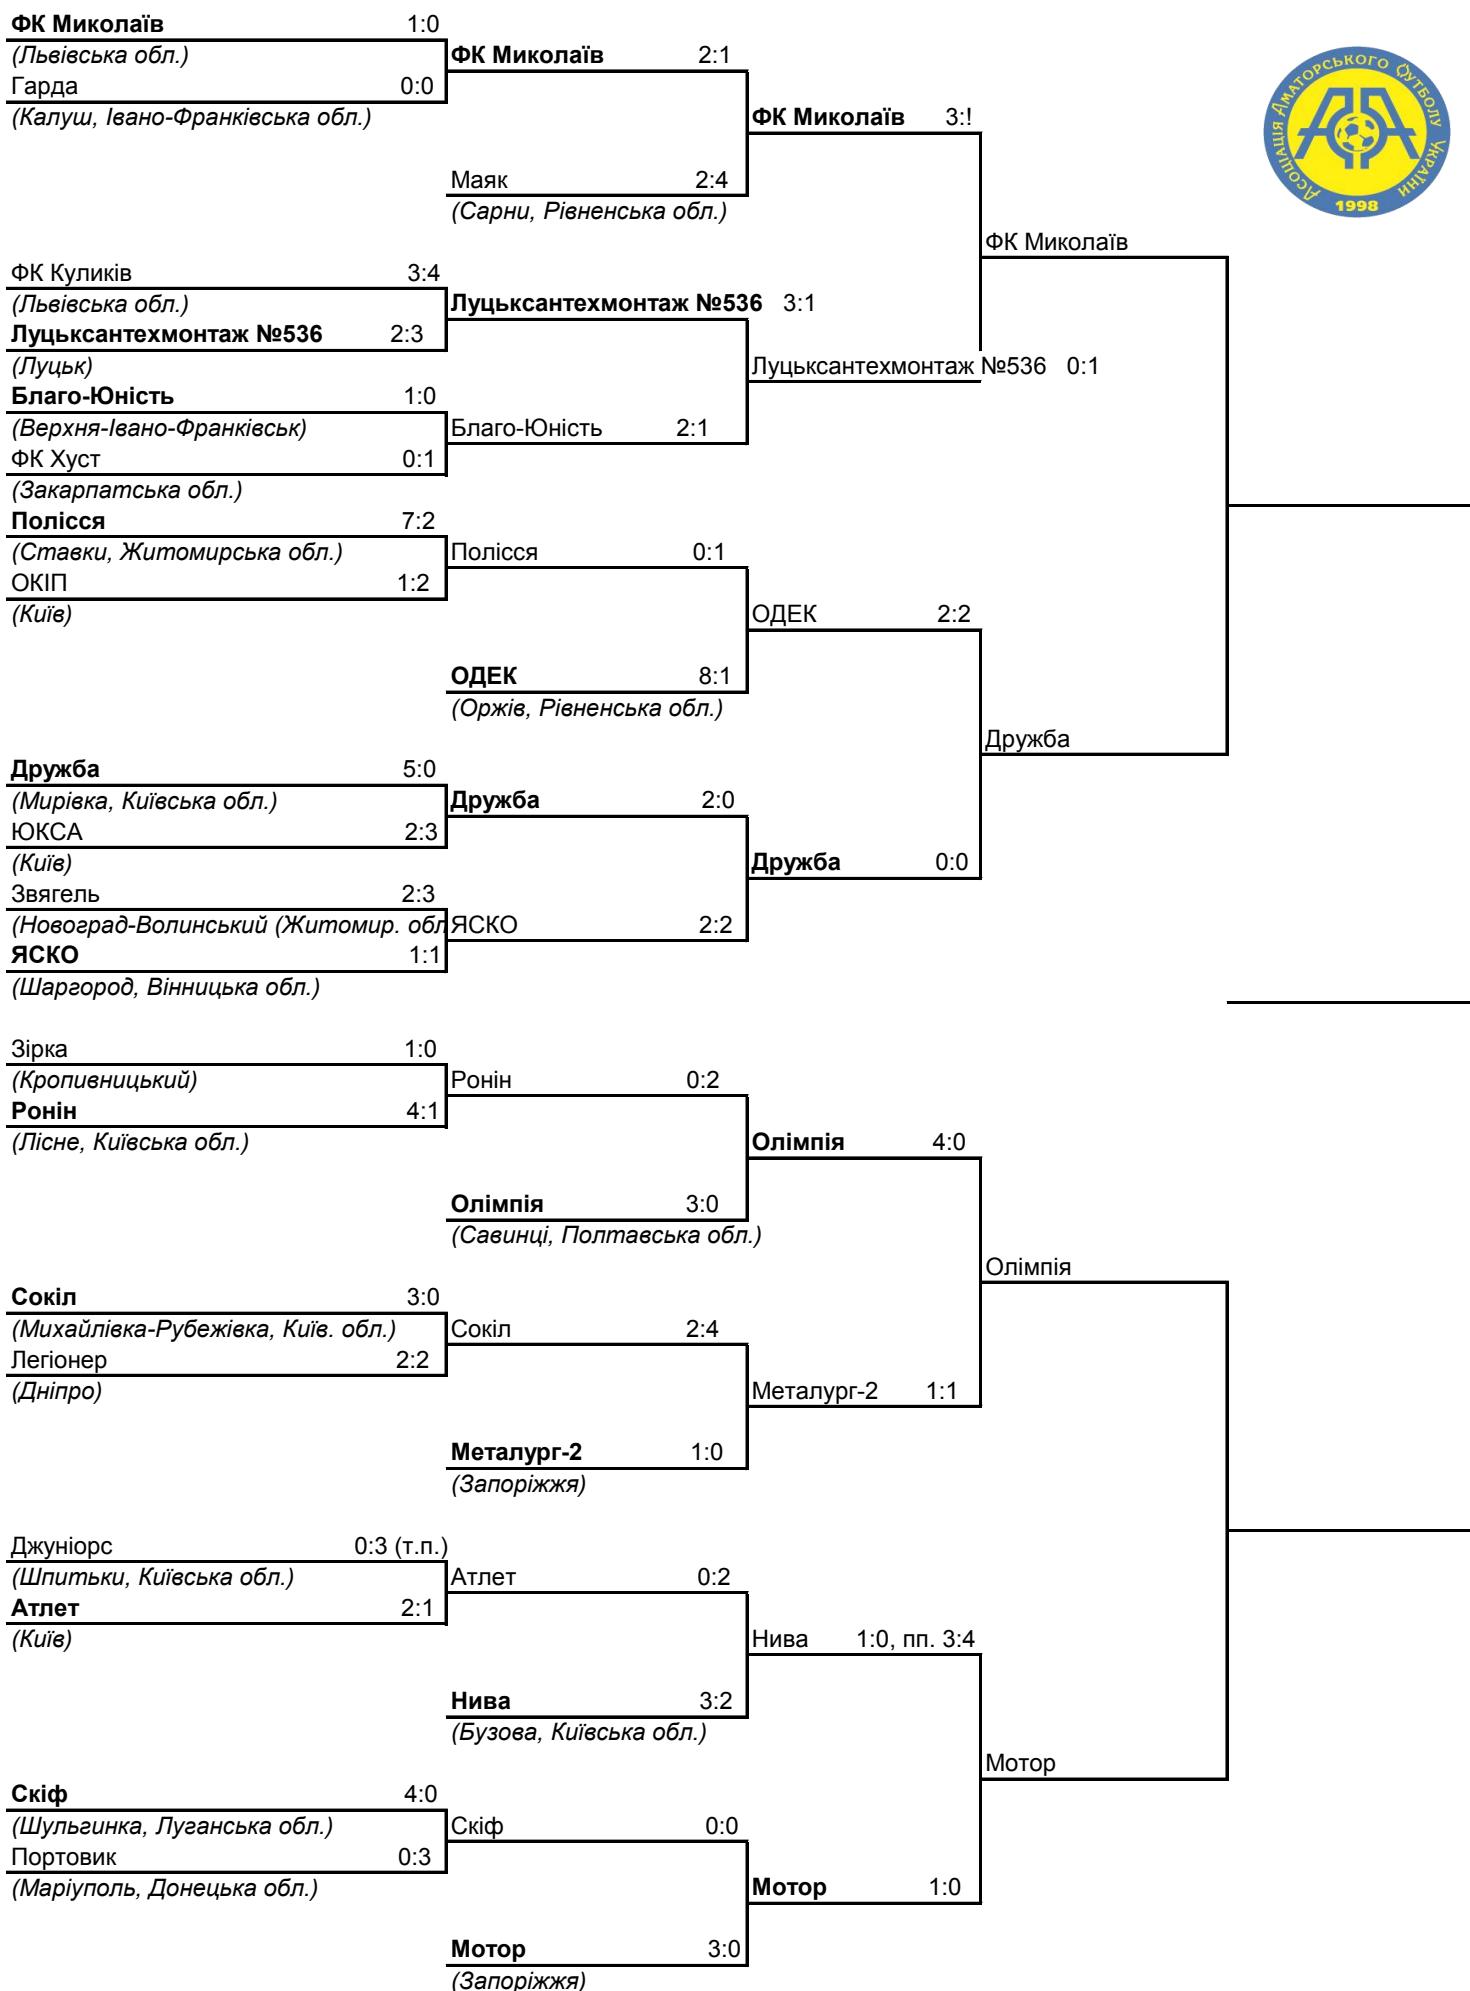 ФК Миколаїв 1:0
(Львівська обл.)
ФК Миколаїв 2:1
Гарда 0:0
(Калуш, Івано-Франківська обл.)
ФК Миколаїв 3:!
Маяк 2:4
(Сарни, Рівненська обл.)
Асоціація Аматорського Футболу України
1998
ФК Миколаїв
ФК Куликів 3:4
(Львівська обл.)
Луцьксантехмонтаж №536 3:1
Луцьксантехмонтаж №536 2:3
(Луцьк)
Луцьксантехмонтаж №536 0:1
Благо-Юність 1:0
(Верхня-Івано-Франківськ)
Благо-Юність 2:1
ФК Хуст 0:1
(Закарпатська обл.)
Полісся 7:2
(Ставки, Житомирська обл.)
Полісся 0:1
ОКІП 1:2
(Київ)
ОДЕК 2:2
ОДЕК 8:1
(Оржів, Рівненська обл.)
Дружба
Дружба 5:0
(Мирівка, Київська обл.)
Дружба 2:0
ЮКСА 2:3
(Київ)
Дружба 0:0
Звягель 2:3
(Новоград-Волинський (Житомир. обл
ЯСКО 2:2
ЯСКО 1:1
(Шаргород, Вінницька обл.)
Зірка 1:0
(Кропивницький)
Ронін 0:2
Ронін 4:1
(Лісне, Київська обл.)
Олімпія 4:0
Олімпія 3:0
(Савинці, Полтавська обл.)
Олімпія
Сокіл 3:0
(Михайлівка-Рубежівка, Київ. обл.)
Сокіл 2:4
Легіонер 2:2
(Дніпро)
Металург-2 1:1
Металург-2 1:0
(Запоріжжя)
Джуніорс 0:3 (т.п.)
(Шпитьки, Київська обл.)
Атлет 0:2
Атлет 2:1
(Київ)
Нива 1:0, пп. 3:4
Нива 3:2
(Бузова, Київська обл.)
Мотор
Скіф 4:0
(Шульгинка, Луганська обл.)
Скіф 0:0
Портовик 0:3
(Маріуполь, Донецька обл.)
Мотор 1:0
Мотор 3:0
(Запоріжжя)